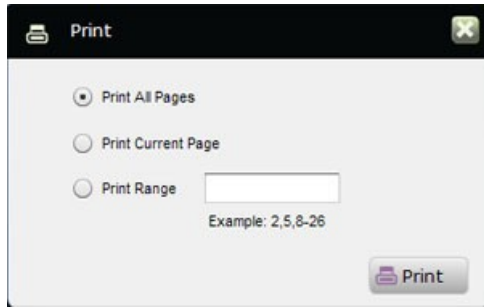 Print
Print All Pages
Print Current Page
Print Range
Example: 2,5,8-26
Print